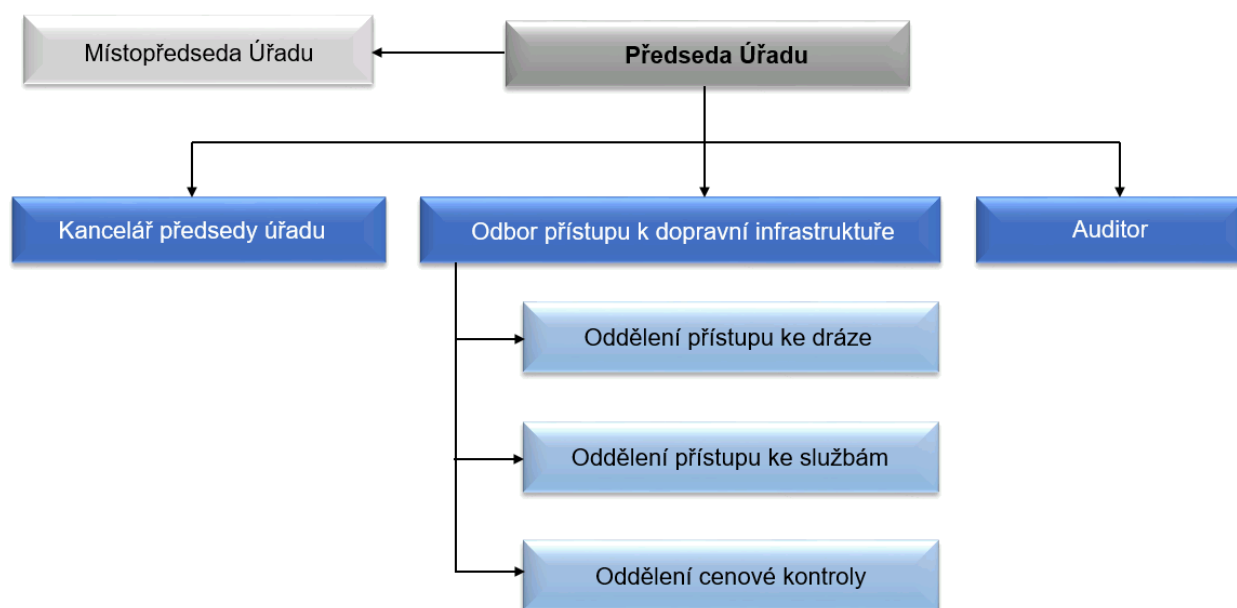 Místopředseda Úřadu
Předseda Úřadu
Kancelář předsedy úřadu
Odbor přístupu k dopravní infrastruktuře
Auditor
Oddělení přístupu ke dráze
Oddělení přístupu ke službám
Oddělení cenové kontroly